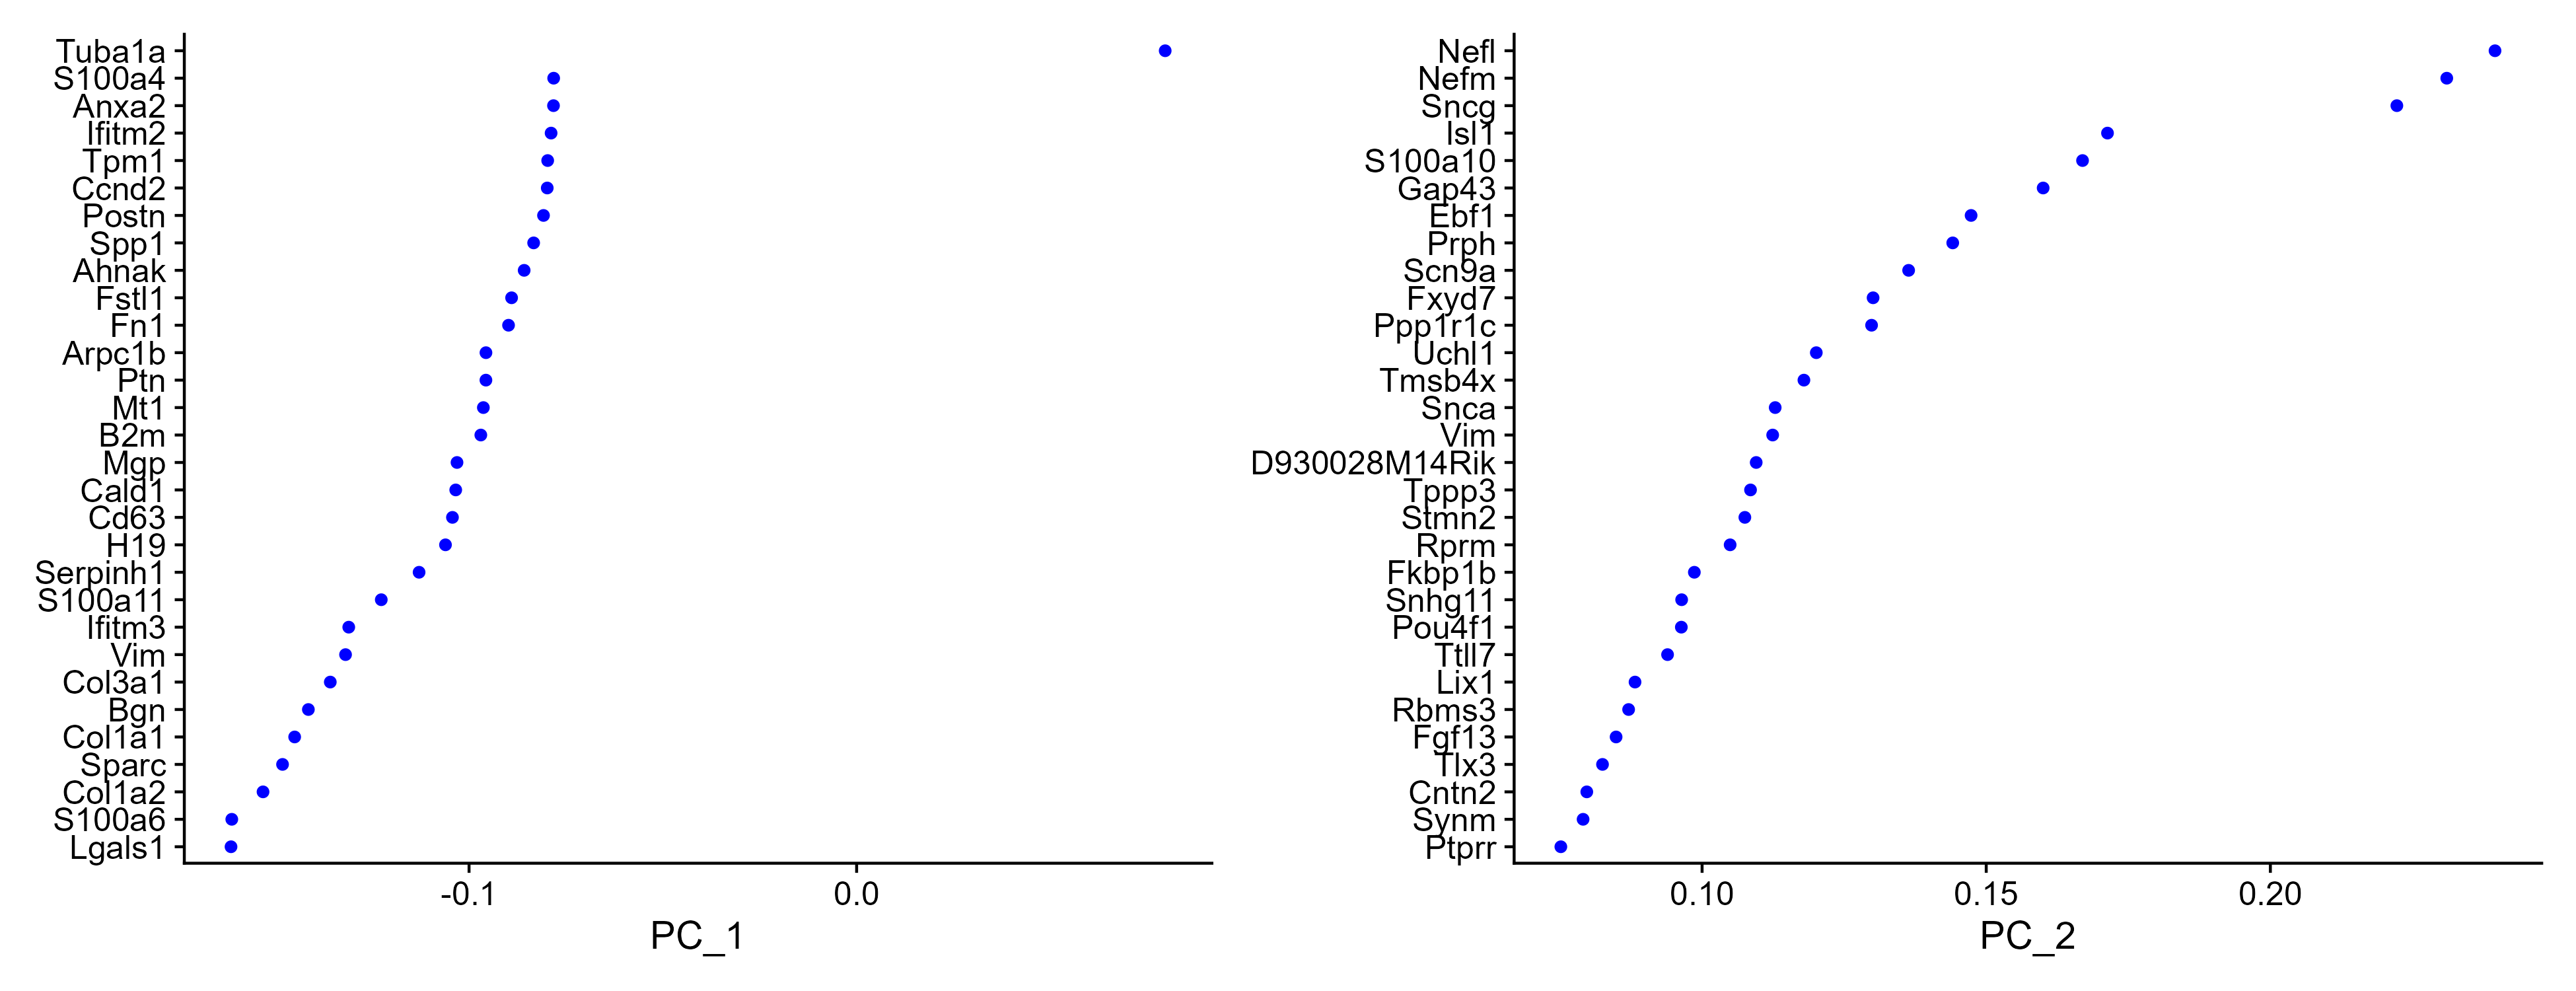 Tuba1a
S100a4
Anxa2
Ifitm2
Tpm1
Ccnd2
Postn
Spp1
Ahnak
Fstl1
Fn1
Arpc1b
Ptn
Mt1
B2m
Mgp
Cald1
Cd63
H19
Serpinh1
S100a11
Ifitm3
Vim
Col3a1
Bgn
Col1a1
Sparc
Col1a2
S100a6
Lgals1
-0.1 0.0
PC_1
Nefl
Nefm
Sncg
Isl1
S100a10
Gap43
Ebf1
Prph
Scn9a
Fxyd7
Ppp1r1c
Uchl1
Tmsb4x
Snca
Vim
D930028M14Rik
Tppp3
Stmn2
Rprm
Fkbp1b
Snhg11
Pou4f1
Ttll7
Lix1
Rbms3
Fgf13
Tlx3
Cntn2
Synm
Ptprr
0.10 0.15 0.20
PC_2